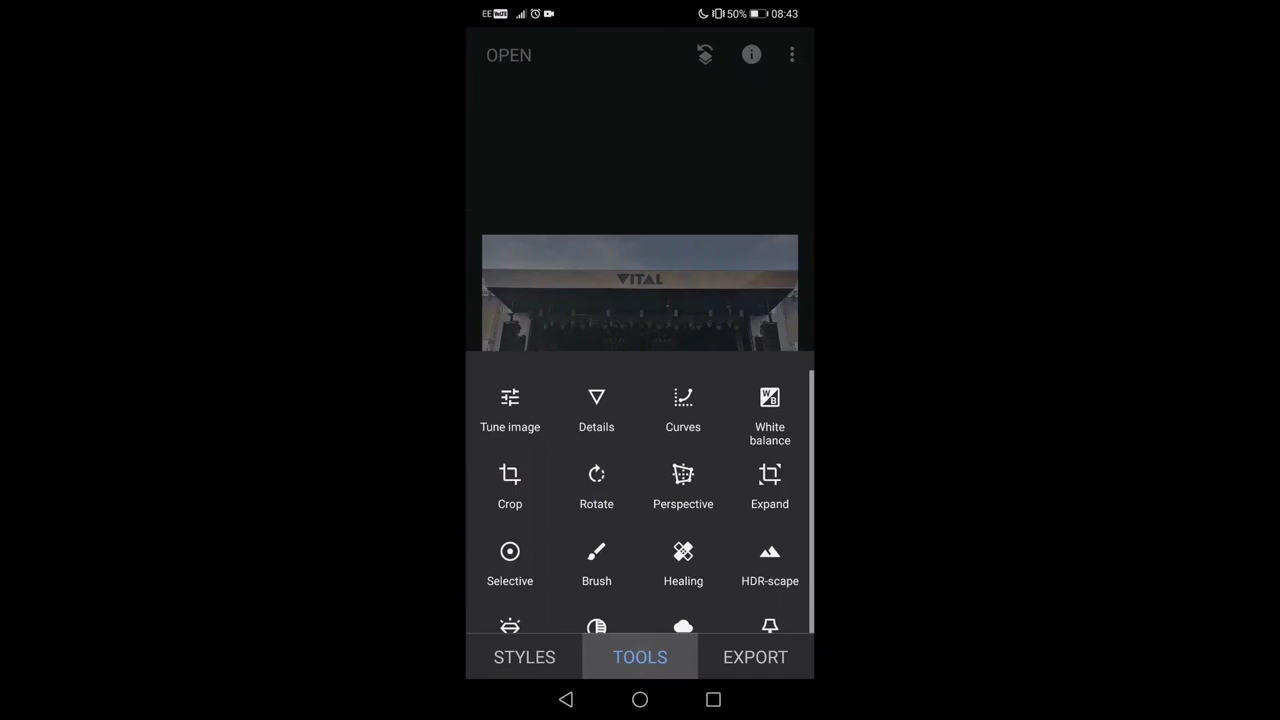 EE VoLTE 50% 08:43
OPEN
VITAL
Tune image Details Curves White balance
Crop Rotate Perspective Expand
Selective Brush Healing HDR-scape
STYLES TOOLS EXPORT